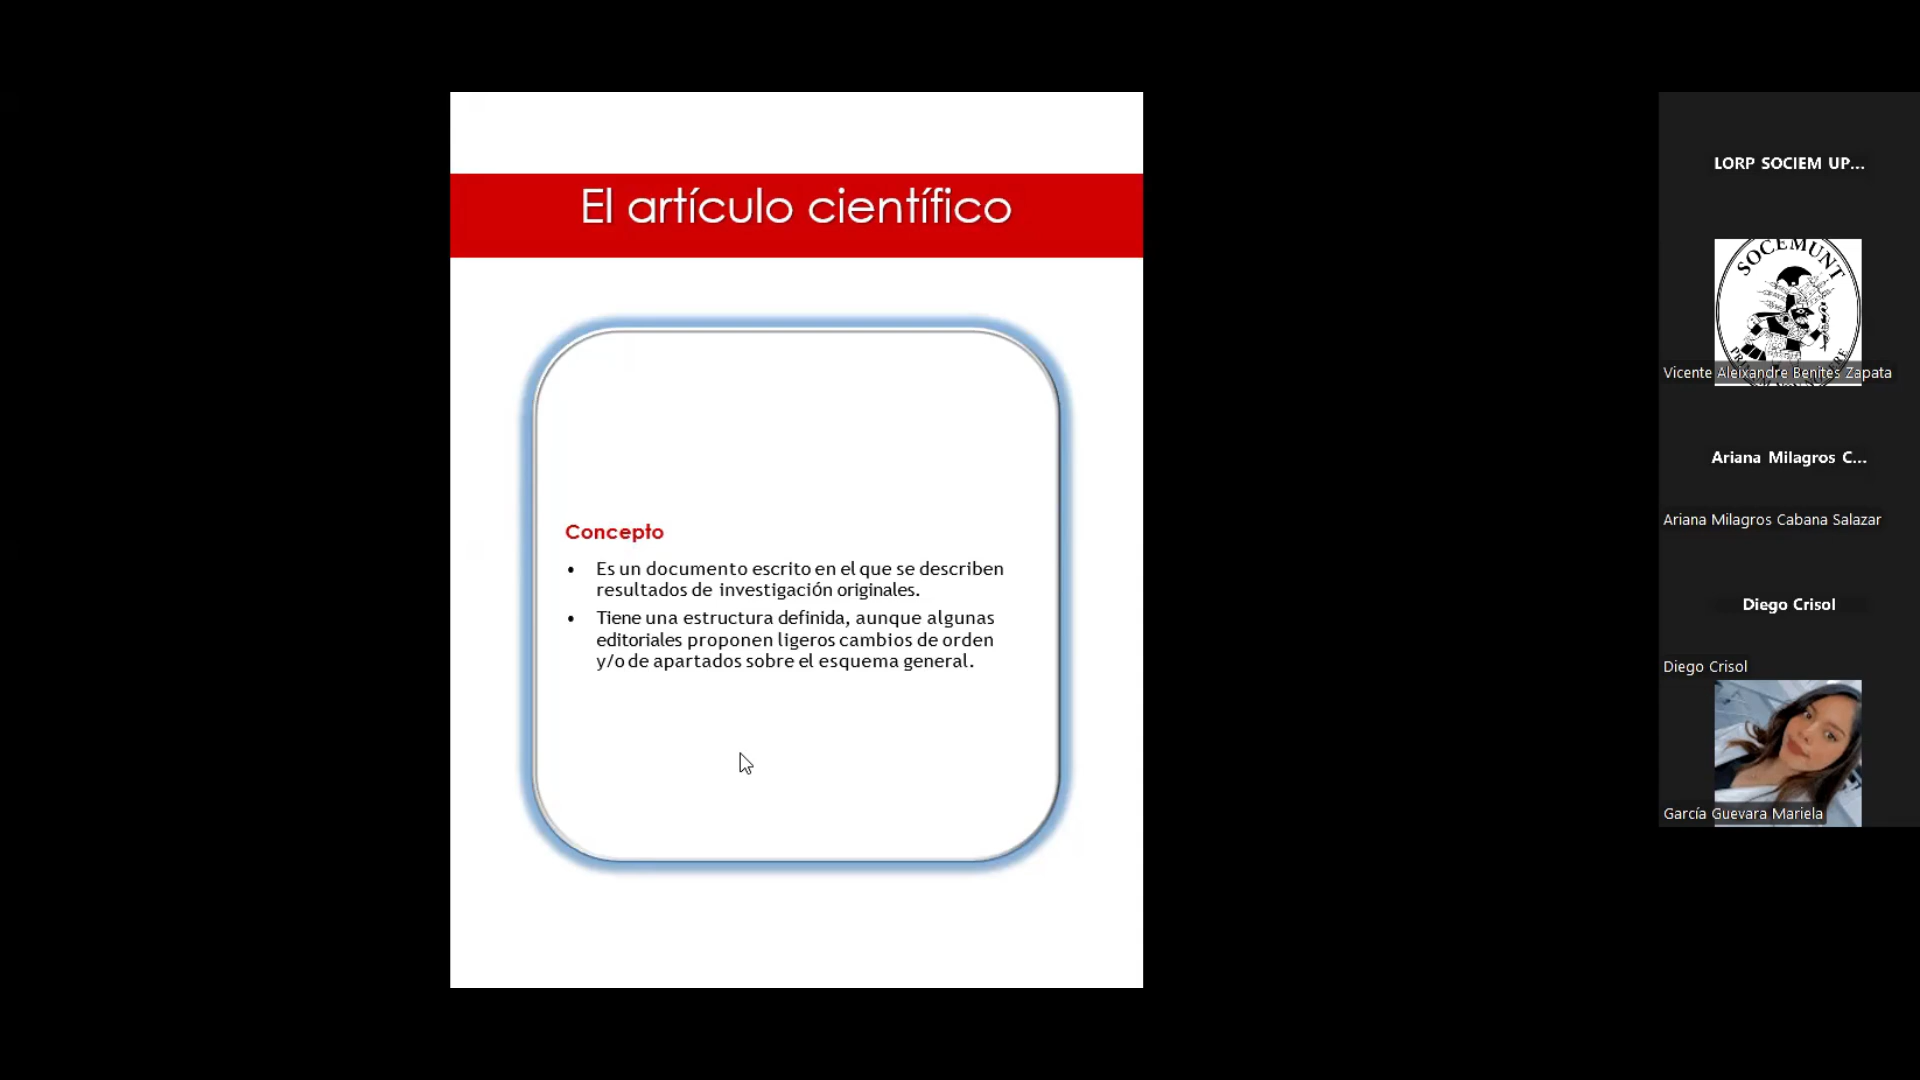 El artículo científico
Concepto
• Es un documento escrito en el que se describen
resultados de investigación originales.
• Tiene una estructura definida, aunque algunas
editoriales proponen ligeros cambios de orden
y/o de apartados sobre el esquema general.
LORP SOCIEM UP...
SOCEMUNT
Vicente Aleixandre Benites Zapata
Ariana Milagros C...
Ariana Milagros Cabana Salazar
Diego Crisol
Diego Crisol
García Guevara Mariela